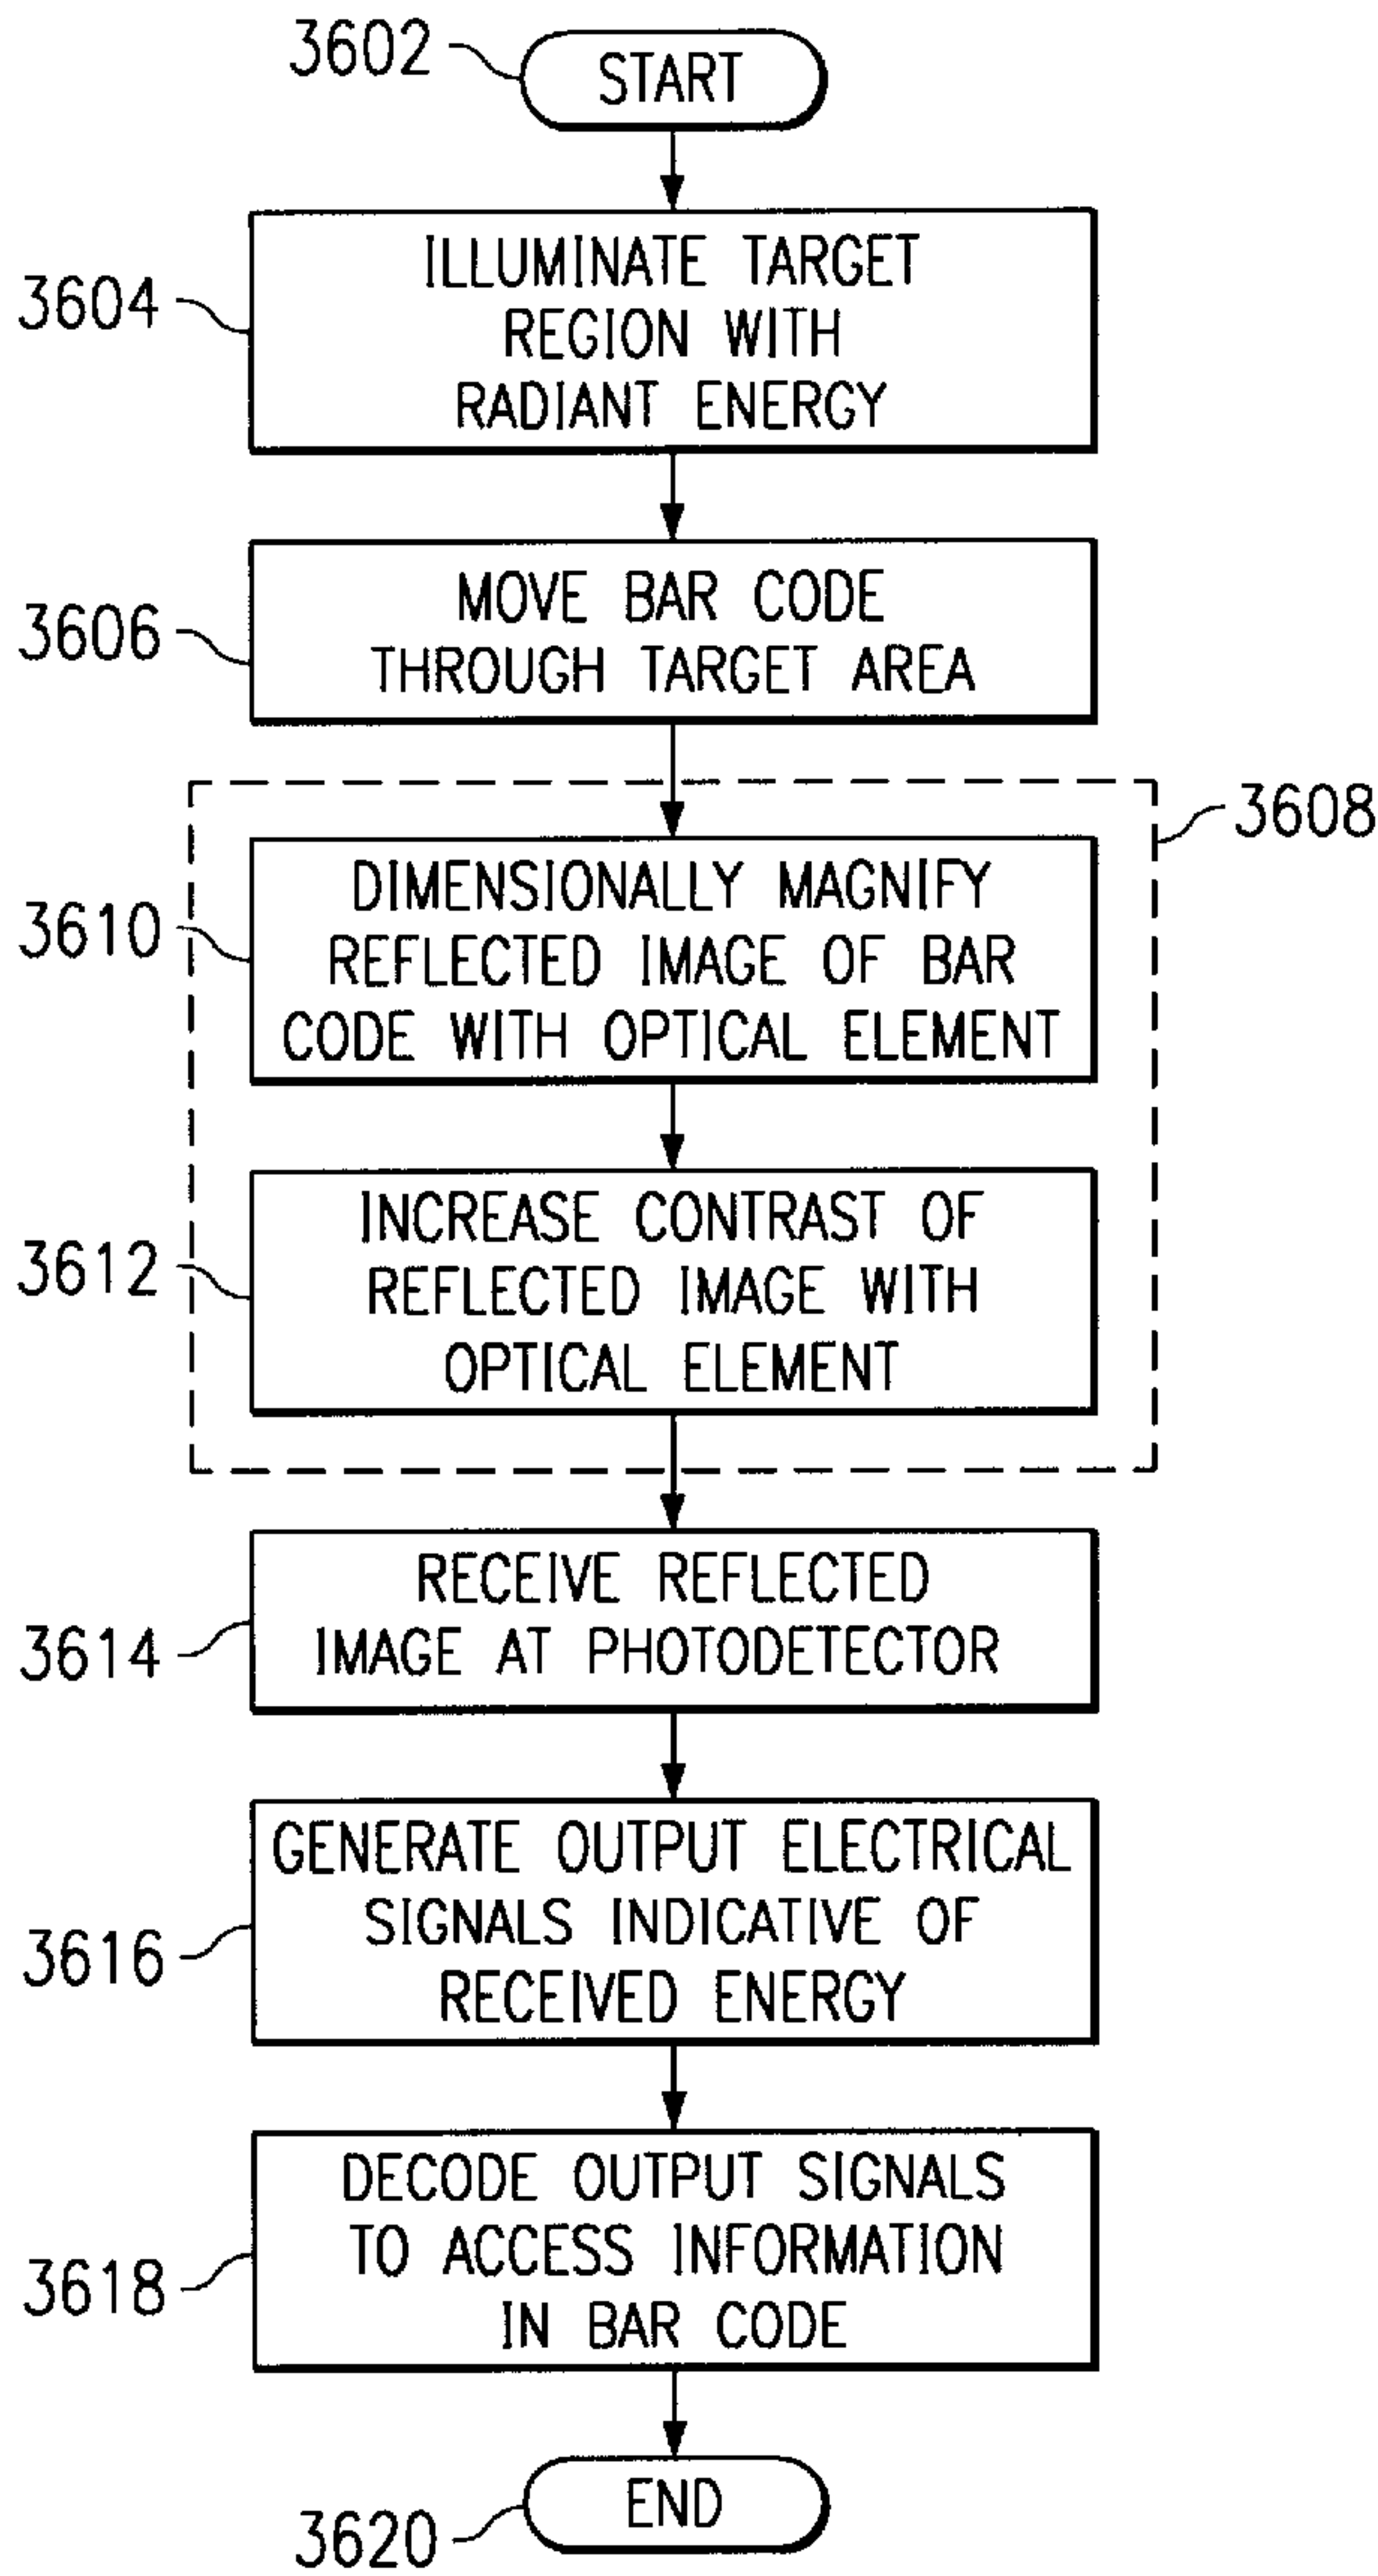 3602
START
3604
ILLUMINATE TARGET
REGION WITH
RADIANT ENERGY
3606
MOVE BAR CODE
THROUGH TARGET AREA
3608
3610
DIMENSIONALLY MAGNIFY
REFLECTED IMAGE OF BAR
CODE WITH OPTICAL ELEMENT
3612
INCREASE CONTRAST OF
REFLECTED IMAGE WITH
OPTICAL ELEMENT
3614
RECEIVE REFLECTED
IMAGE AT PHOTODETECTOR
3616
GENERATE OUTPUT ELECTRICAL
SIGNALS INDICATIVE OF
RECEIVED ENERGY
3618
DECODE OUTPUT SIGNALS
TO ACCESS INFORMATION
IN BAR CODE
3620
END